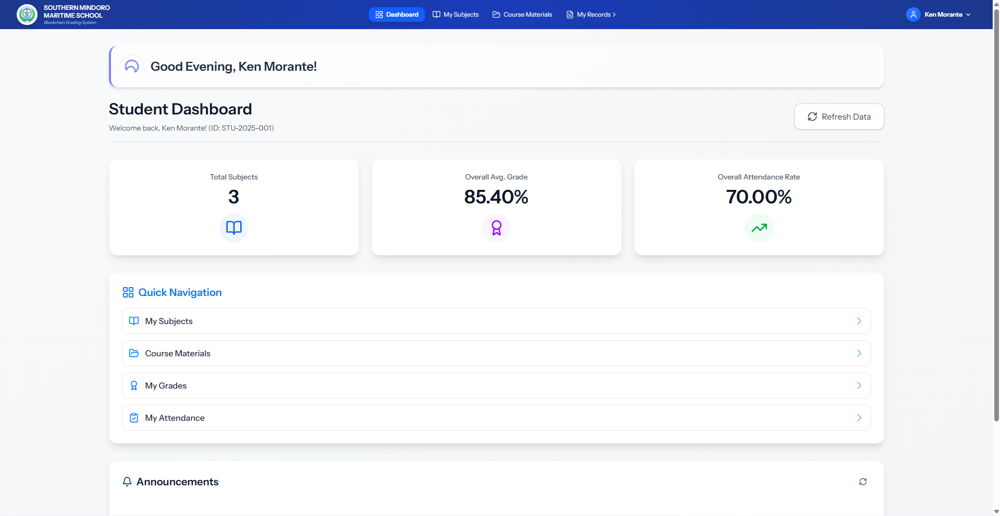 SOUTHERN MINDORO
MARITIME SCHOOL
Blockchain Grading System
Dashboard
My Subjects
Course Materials
My Records
Ken Morante
Good Evening, Ken Morante!
Student Dashboard
Welcome back, Ken Morante! (ID: STU-2025-001)
Refresh Data
Total Subjects
3
Overall Avg. Grade
85.40%
Overall Attendance Rate
70.00%
Quick Navigation
My Subjects
Course Materials
My Grades
My Attendance
Announcements